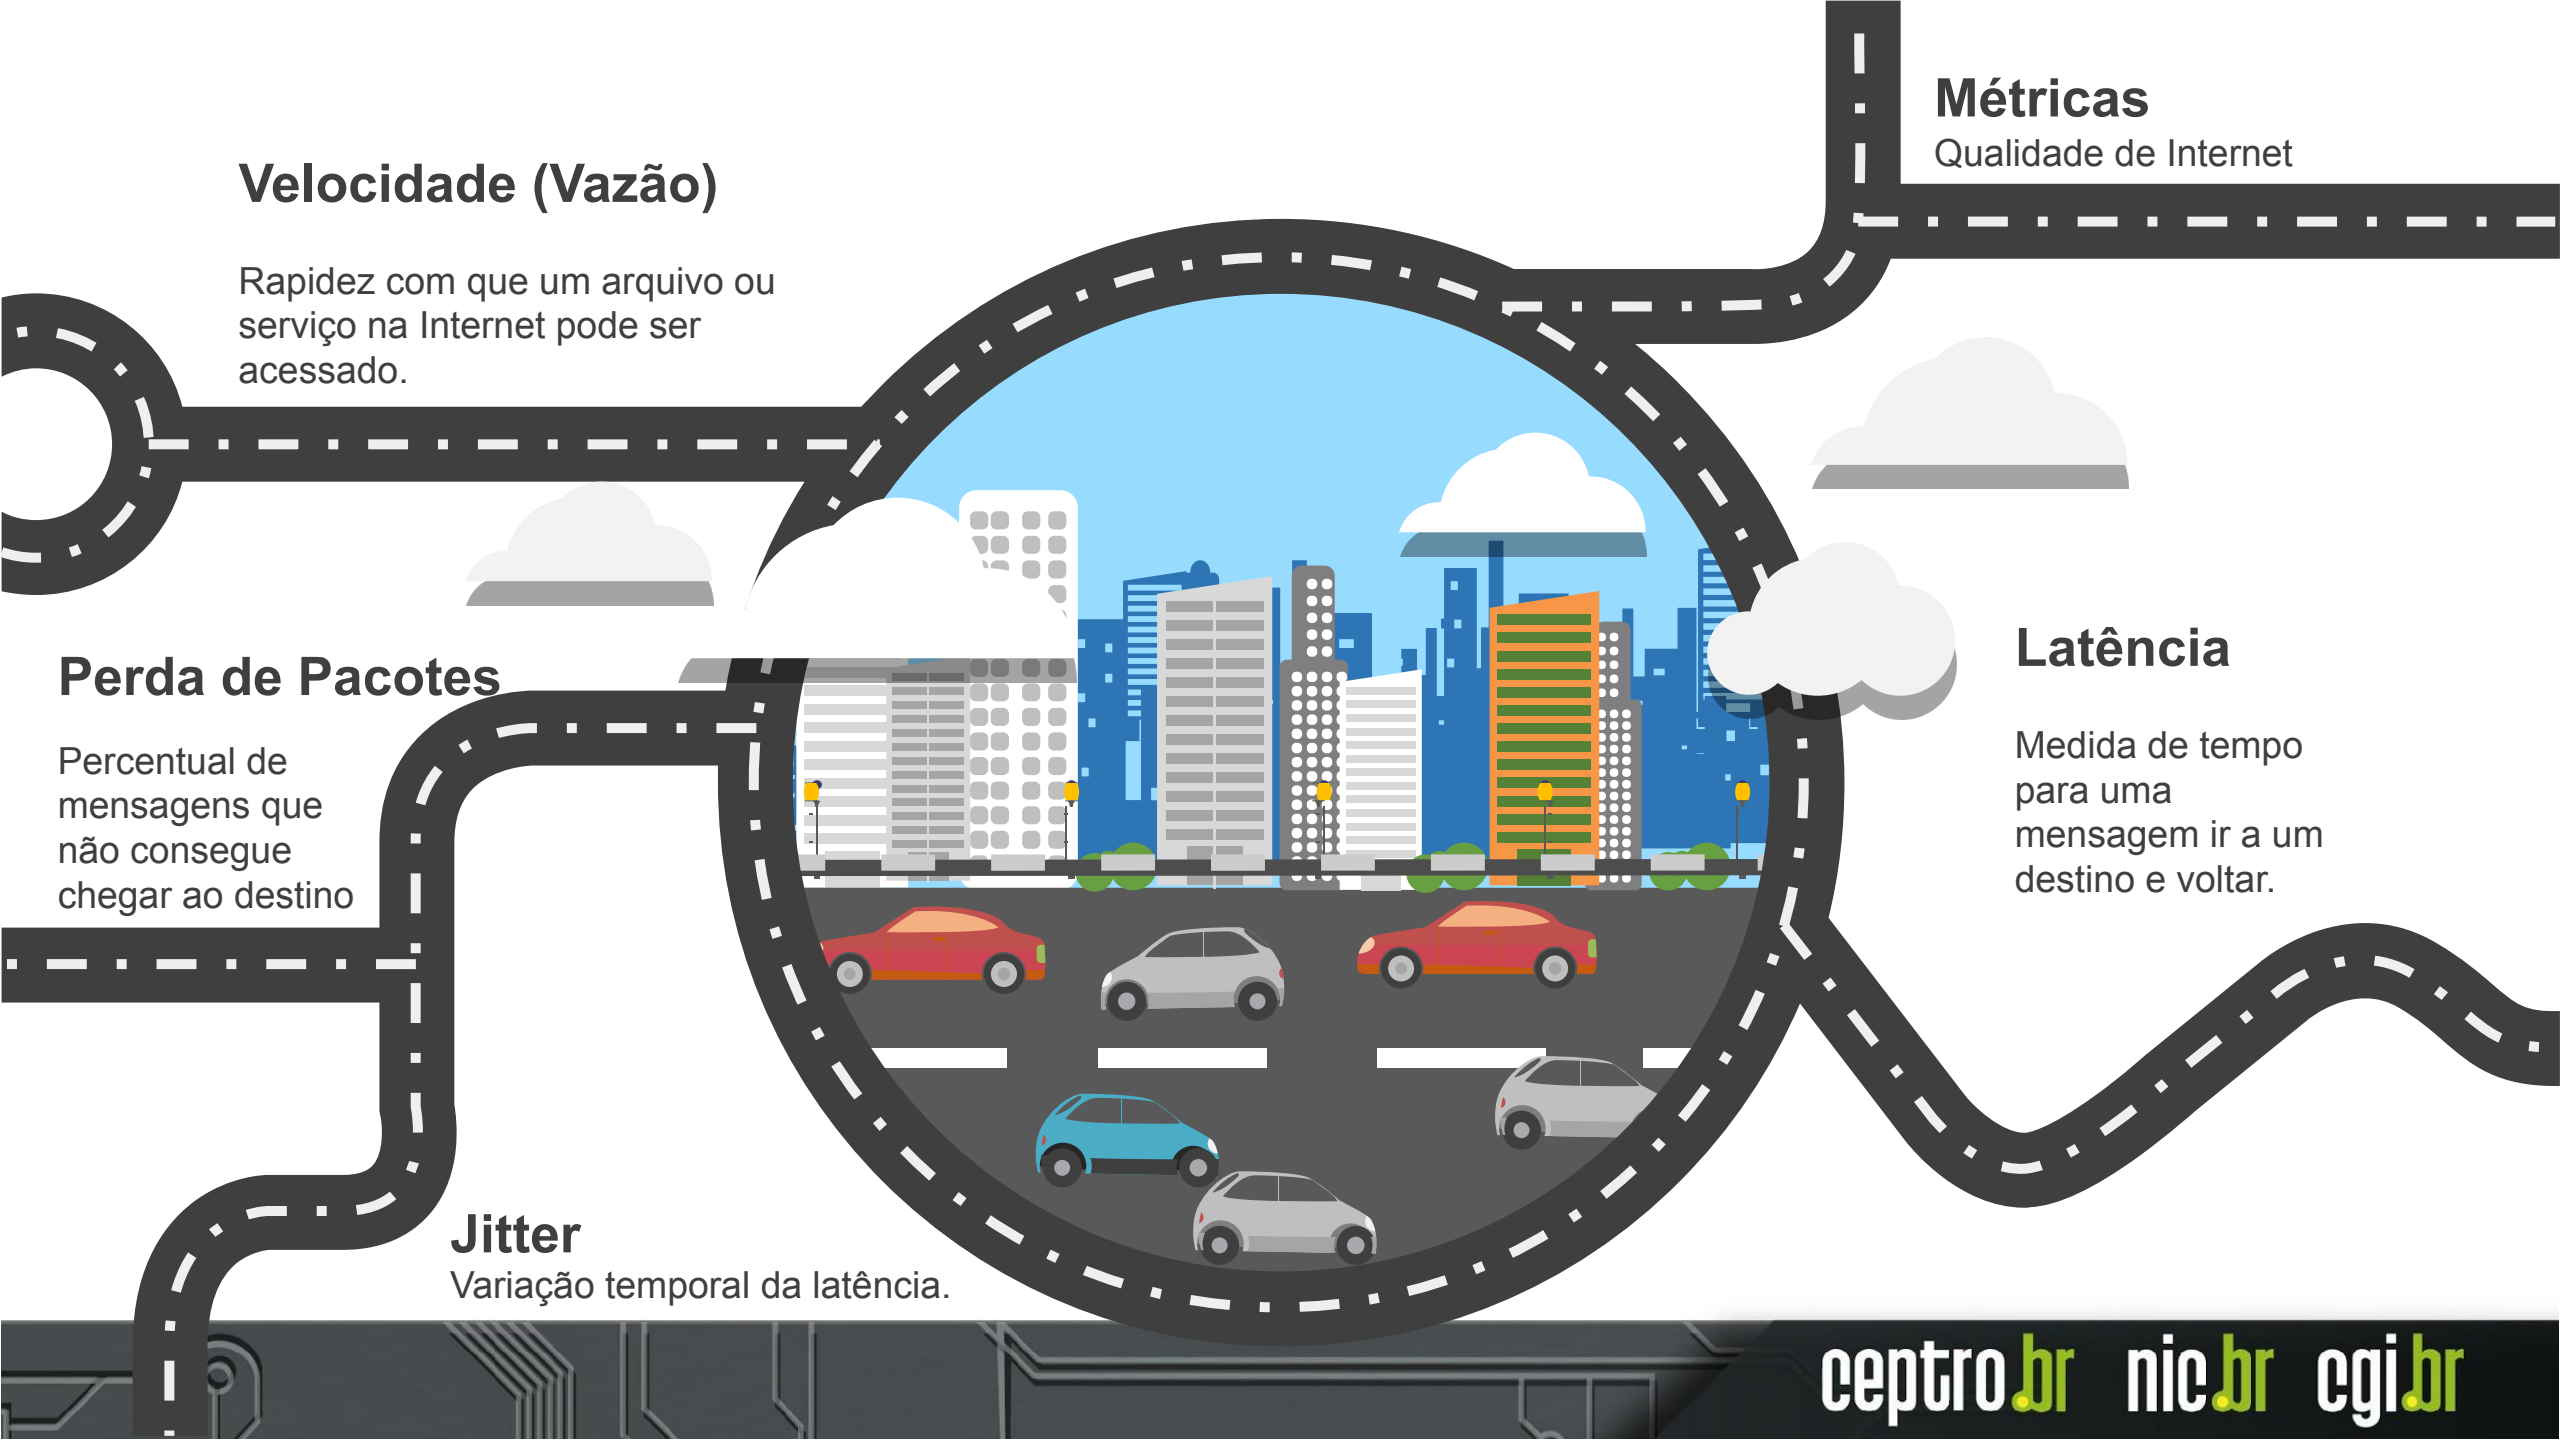 Métricas
Qualidade de Internet
Velocidade (Vazão)
Rapidez com que um arquivo ou
serviço na Internet pode ser
acessado.
Perda de Pacotes
Percentual de
mensagens que
não consegue
chegar ao destino
Latência
Medida de tempo
para uma
mensagem ir a um
destino e voltar.
Jitter
Variação temporal da latência.
ceptro.br nic.br cgi.br